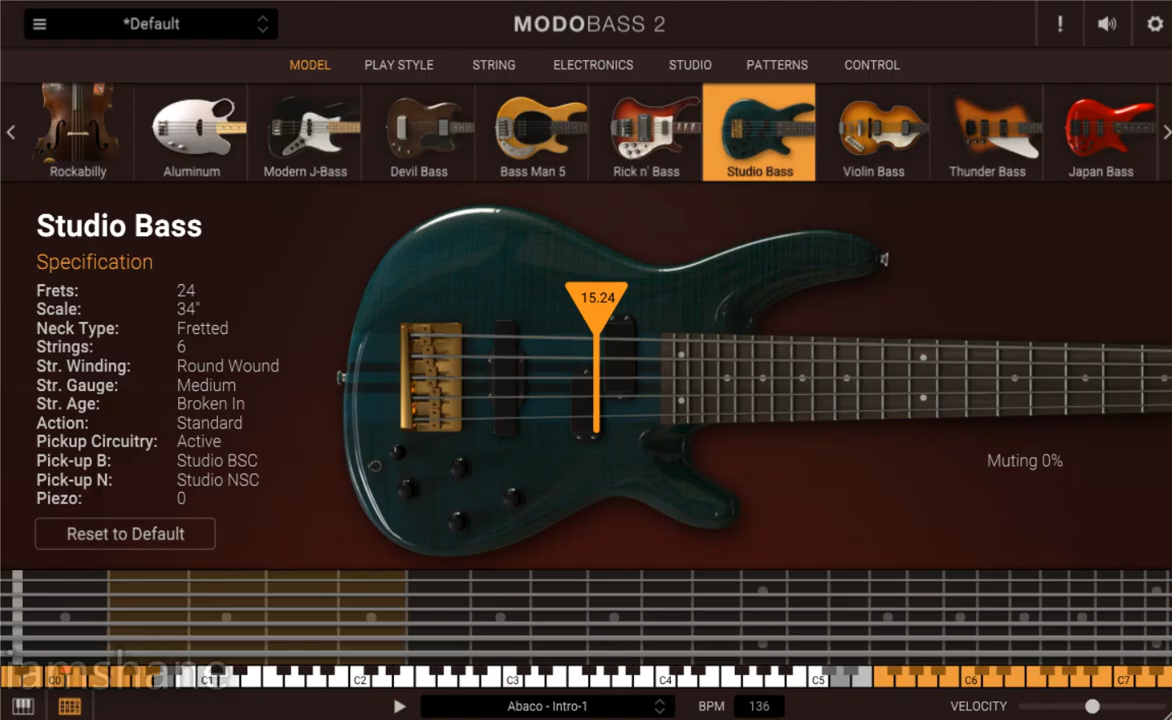 *Default
MODOBASS 2
!
MODEL PLAY STYLE STRING ELECTRONICS STUDIO PATTERNS CONTROL
Rockabilly Aluminum Modern J-Bass Devil Bass Bass Man 5 Rick n' Bass Studio Bass Violin Bass Thunder Bass Japan Bass
Studio Bass
Specification
Frets: 24
Scale: 34"
Neck Type: Fretted
Strings: 6
Str. Winding: Round Wound
Str. Gauge: Medium
Str. Age: Broken In
Action: Standard
Pickup Circuitry: Active
Pick-up B: Studio BSC
Pick-up N: Studio NSC
Piezo: 0
Reset to Default
15.24
Muting 0%
iamshane
C0 C1 C2 C3 C4 C5 C6 C7
Abaco - Intro-1 BPM 136 VELOCITY